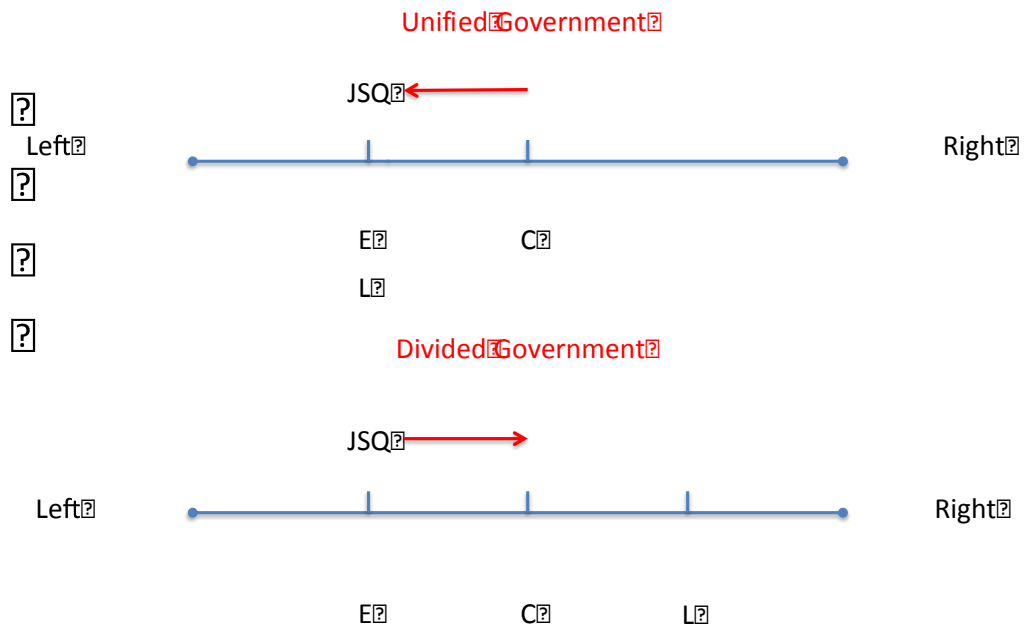 Unified Government
JSQ
Left Right
E C
L
Divided Government
JSQ
Left Right
E C L